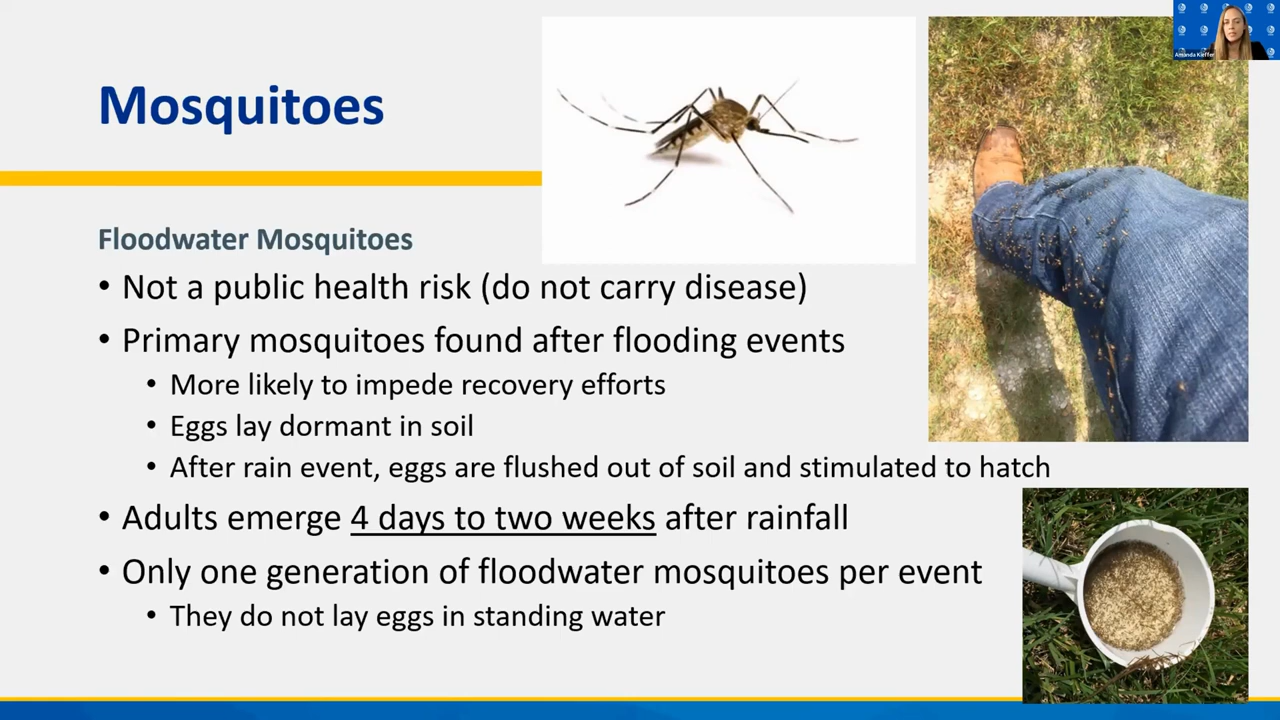 Amanda Kieffer
Mosquitoes
Floodwater Mosquitoes
• Not a public health risk (do not carry disease)
• Primary mosquitoes found after flooding events
• More likely to impede recovery efforts
• Eggs lay dormant in soil
• After rain event, eggs are flushed out of soil and stimulated to hatch
• Adults emerge 4 days to two weeks after rainfall
• Only one generation of floodwater mosquitoes per event
• They do not lay eggs in standing water